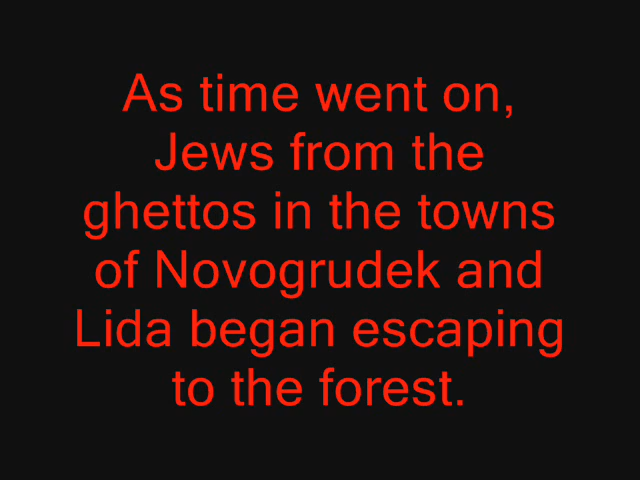 As time went on,
Jews from the
ghettos in the towns
of Novogrudek and
Lida began escaping
to the forest.